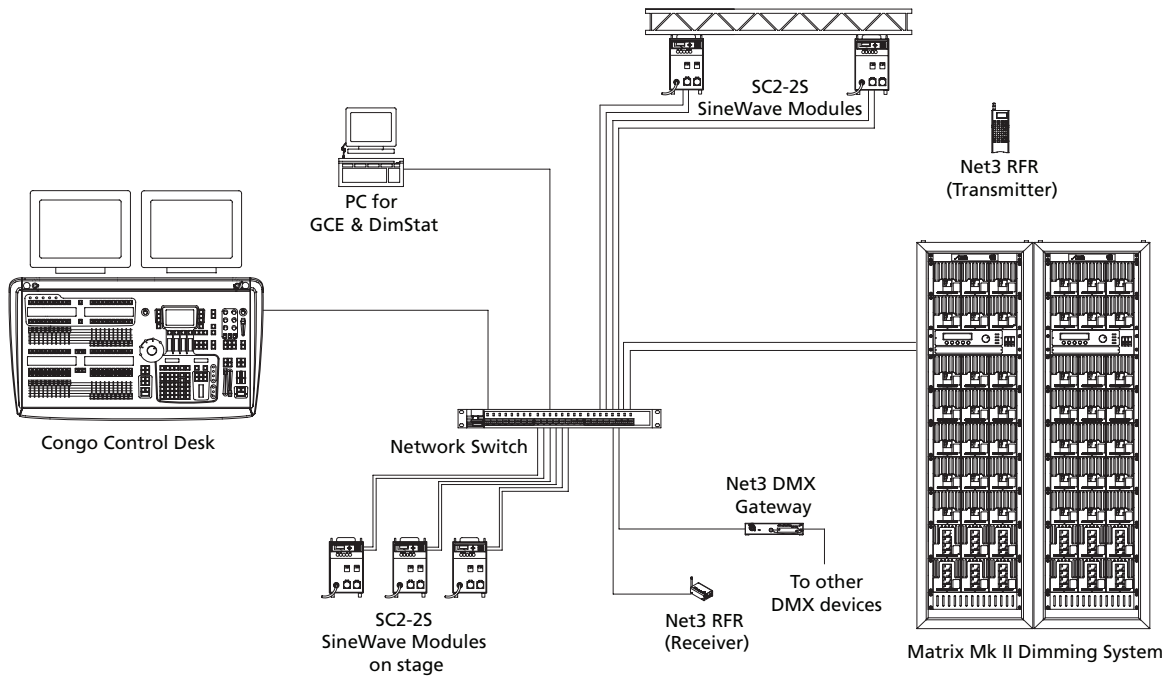 SC2-2S
SineWave Modules
Net3 RFR
(Transmitter)
PC for
GCE & DimStat
Congo Control Desk
Network Switch
Net3 DMX
Gateway
To other
DMX devices
SC2-2S
SineWave Modules
on stage
Net3 RFR
(Receiver)
Matrix Mk II Dimming System